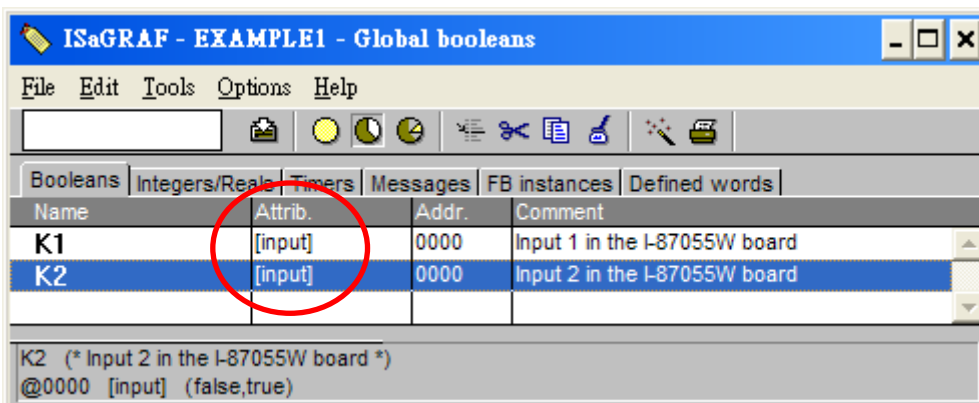 ISaGRAF - EXAMPLE1 - Global booleans
File Edit Tools Options Help
Booleans Integers/Reals Timers Messages FB instances Defined words
Name Attrib. Addr. Comment
K1 [input] 0000 Input 1 in the I-87055W board
K2 [input] 0000 Input 2 in the I-87055W board
K2 (* Input 2 in the I-87055W board *)
@0000 [input] (false,true)